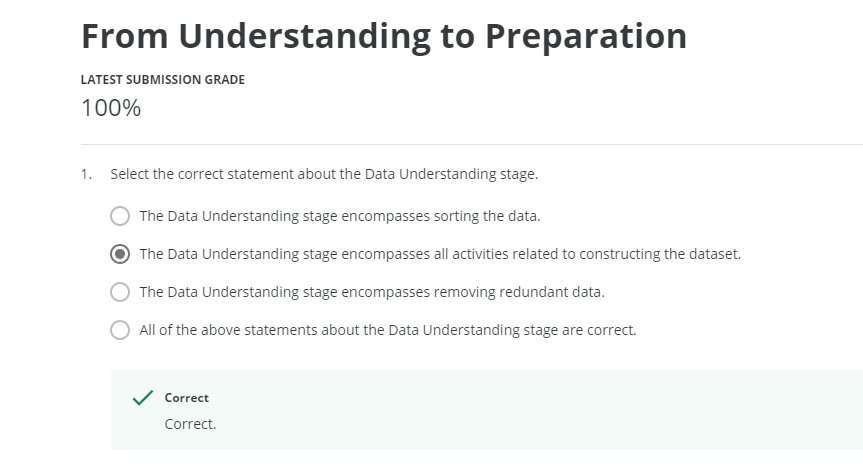 From Understanding to Preparation
LATEST SUBMISSION GRADE
100%
1. Select the correct statement about the Data Understanding stage.
The Data Understanding stage encompasses sorting the data.
The Data Understanding stage encompasses all activities related to constructing the dataset.
The Data Understanding stage encompasses removing redundant data.
All of the above statements about the Data Understanding stage are correct.
Correct
Correct.